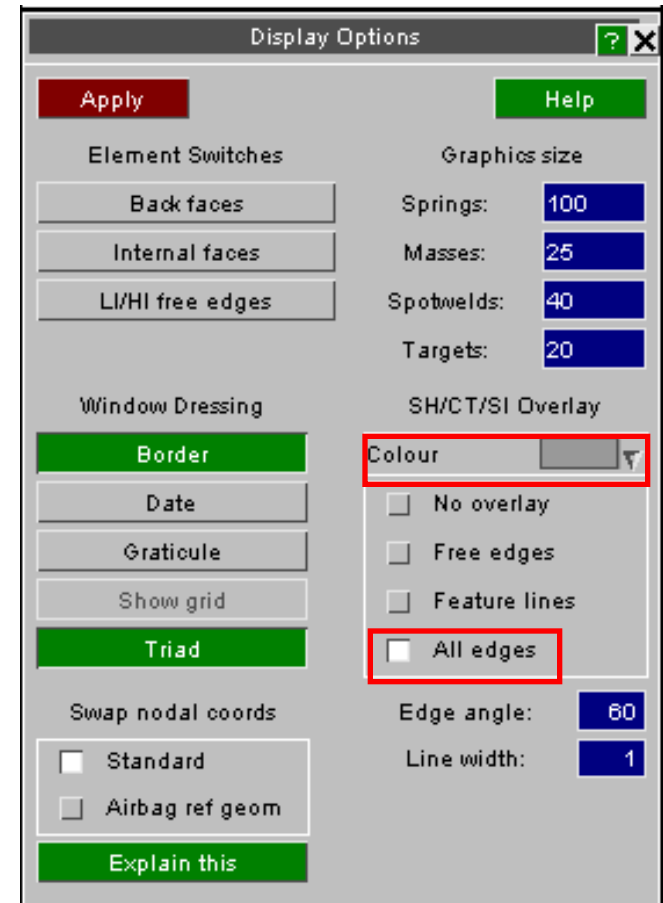 Display Options
?
X
Apply
Help
Element Switches
Graphics size
Back faces
Springs:
100
Internal faces
Masses:
25
LI/HI free edges
Spotwelds:
40
Targets:
20
Window Dressing
SH/CT/SI Overlay
Border
Colour
Date
No overlay
Graticule
Free edges
Show grid
Feature lines
Triad
All edges
Swap nodal coords
Edge angle:
60
Standard
Line width:
1
Airbag ref geom
Explain this